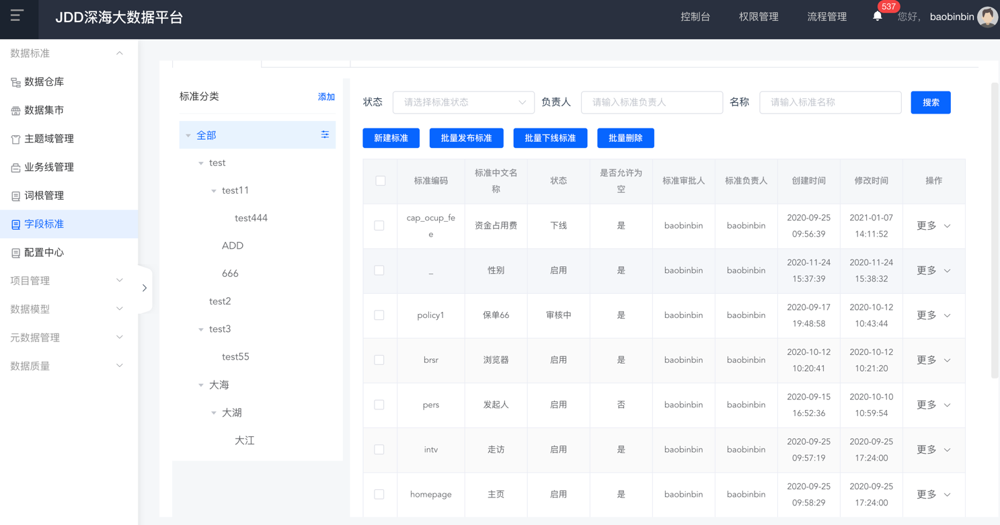 JDD深海大数据平台
控制台 权限管理 流程管理 537 您好, baobinbin
数据标准
数据仓库
数据集市
主题域管理
业务线管理
词根管理
字段标准
配置中心
项目管理
数据模型
元数据管理
数据质量
标准分类 添加
全部
test
test11
test444
ADD
666
test2
test3
test55
大海
大湖
大江
状态 请选择标准状态 负责人 请输入标准负责人 名称 请输入标准名称 搜索
新建标准 批量发布标准 批量下线标准 批量删除
标准编码 标准中文名称 状态 是否允许为空 标准审批人 标准负责人 创建时间 修改时间 操作
cap_ocup_fee 资金占用费 下线 是 baobinbin baobinbin 2020-09-25 09:56:39 2021-01-07 14:11:52 更多
_ 性别 启用 是 baobinbin baobinbin 2020-11-24 15:37:39 2020-11-24 15:38:32 更多
policy1 保单66 审核中 是 baobinbin baobinbin 2020-09-17 19:48:58 2020-10-12 10:43:44 更多
brsr 浏览器 启用 是 baobinbin baobinbin 2020-10-12 10:20:41 2020-10-12 10:21:20 更多
pers 发起人 启用 否 baobinbin baobinbin 2020-09-15 16:52:36 2020-10-10 10:59:54 更多
intv 走访 启用 是 baobinbin baobinbin 2020-09-25 09:57:19 2020-09-25 17:24:00 更多
homepage 主页 启用 是 baobinbin baobinbin 2020-09-25 09:58:29 2020-09-25 17:24:00 更多